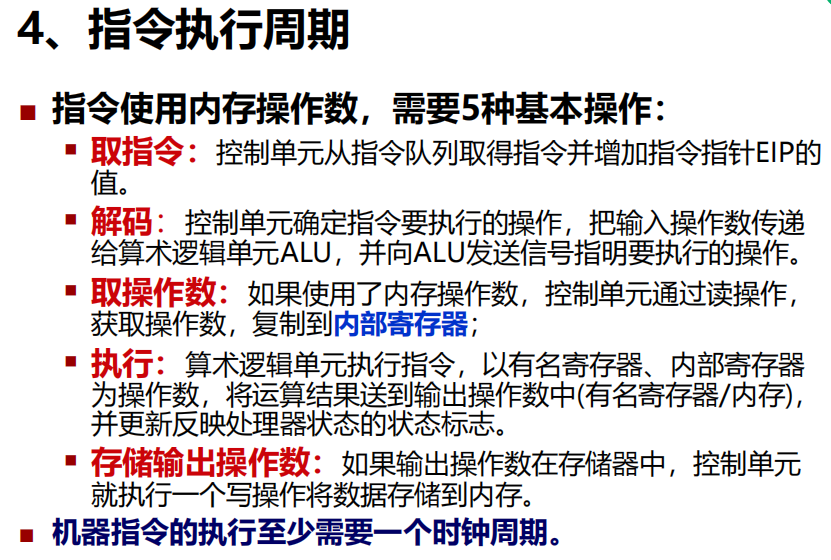 4、指令执行周期
指令使用内存操作数，需要5种基本操作：
取指令：控制单元从指令队列取得指令并增加指令指针EIP的
值。
解码：控制单元确定指令要执行的操作，把输入操作数传递
给算术逻辑单元ALU，并向ALU发送信号指明要执行的操作。
取操作数：如果使用了内存操作数，控制单元通过读操作，
获取操作数，复制到内部寄存器；
执行：算术逻辑单元执行指令，以有名寄存器、内部寄存器
为操作数，将运算结果送到输出操作数中(有名寄存器/内存)，
并更新反映处理器状态的状态标志。
存储输出操作数：如果输出操作数在存储器中，控制单元
就执行一个写操作将数据存储到内存。
机器指令的执行至少需要一个时钟周期。